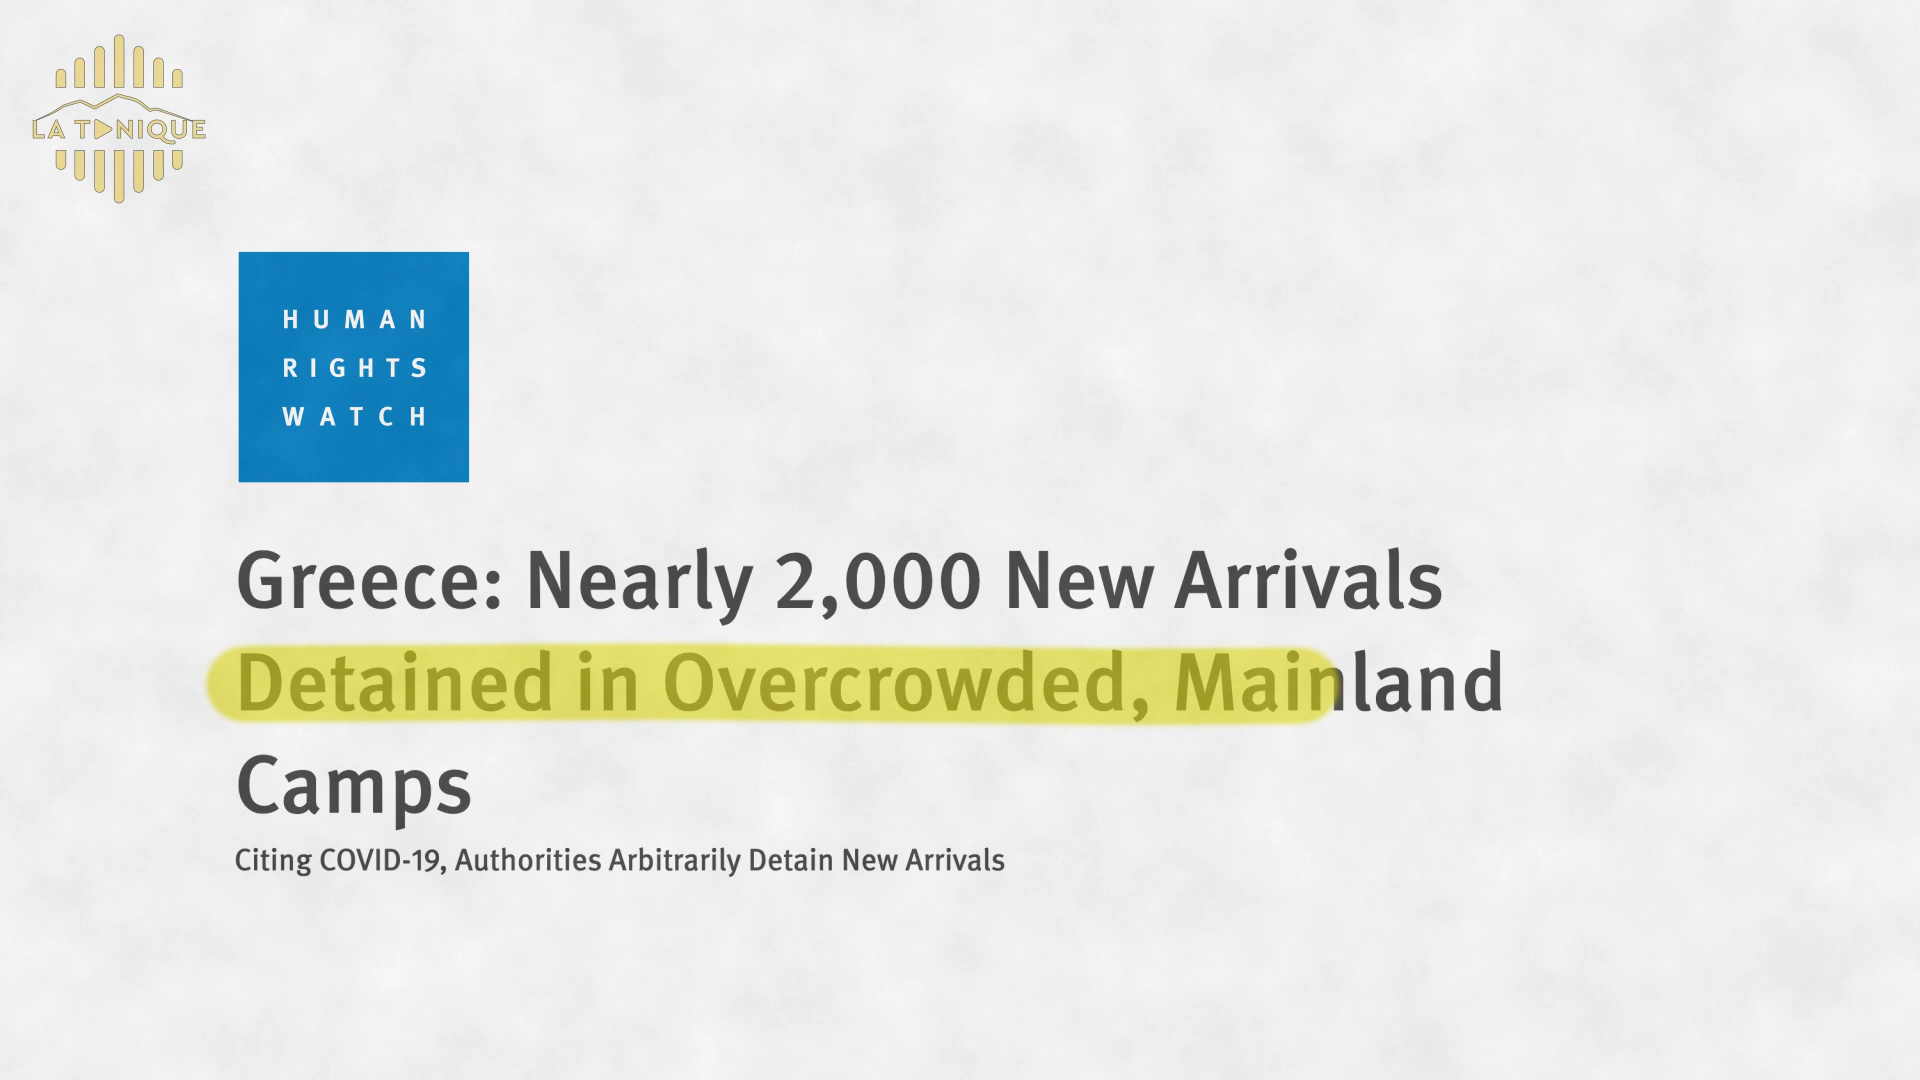 LA TONIQUE
HUMAN
RIGHTS
WATCH
Greece: Nearly 2,000 New Arrivals
Detained in Overcrowded, Mainland
Camps
Citing COVID-19, Authorities Arbitrarily Detain New Arrivals